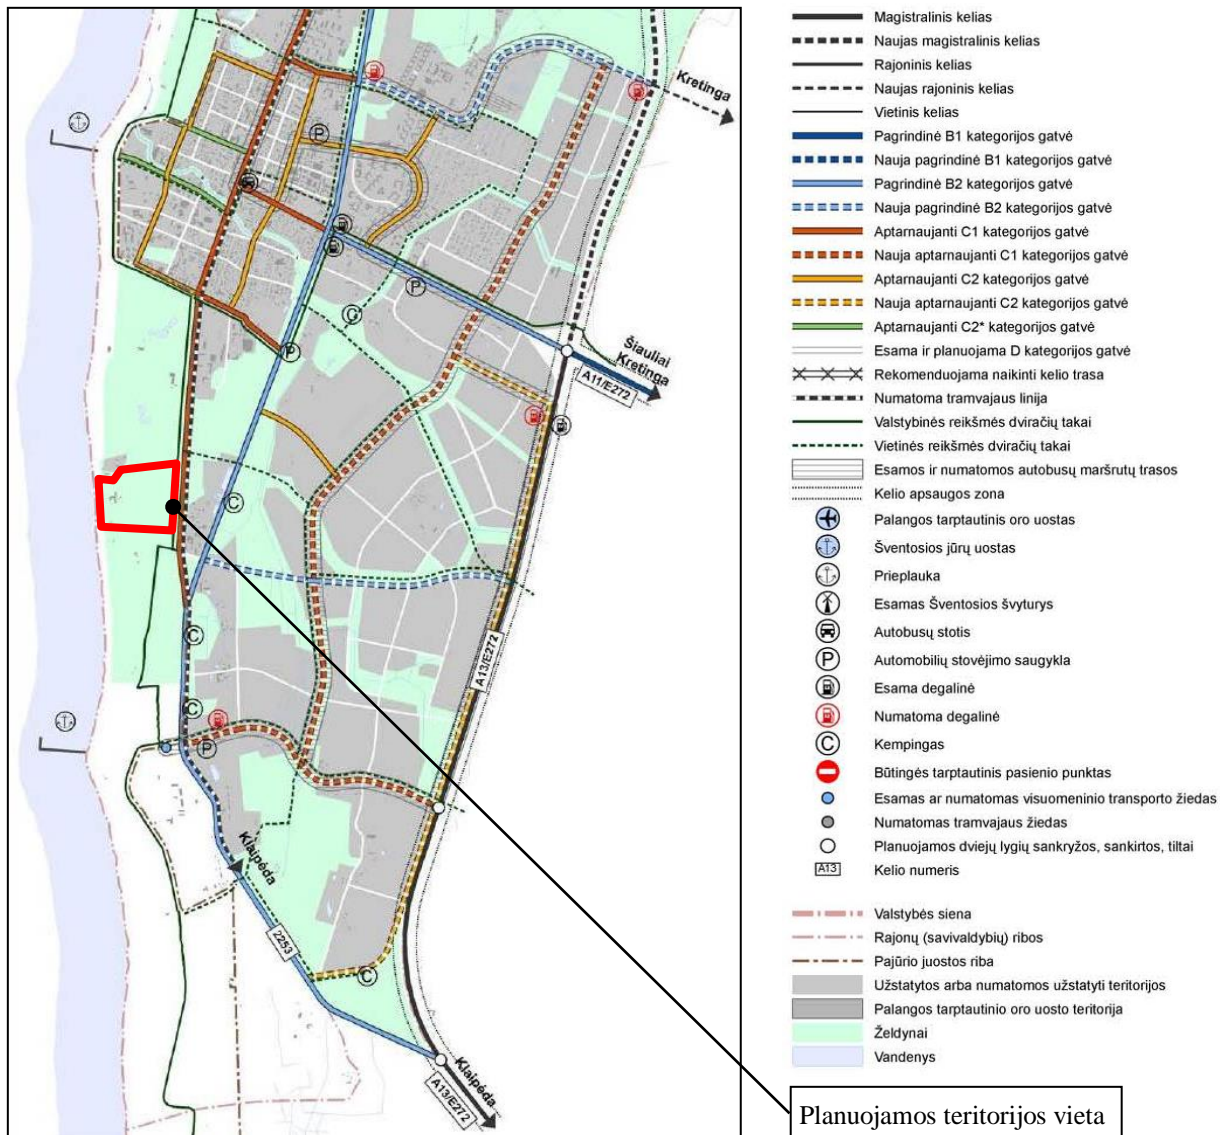 Kretinga
Šiauliai
Kretinga
A11/E272
A13/E272
Klaipėda
2253
Klaipėda
A13/E272
P
P
P
P
C
C
C
C
C
Magistralinis kelias
Naujas magistralinis kelias
Rajoninis kelias
Naujas rajoninis kelias
Vietinis kelias
Pagrindinė B1 kategorijos gatvė
Nauja pagrindinė B1 kategorijos gatvė
Pagrindinė B2 kategorijos gatvė
Nauja pagrindinė B2 kategorijos gatvė
Aptarnaujanti C1 kategorijos gatvė
Nauja aptarnaujanti C1 kategorijos gatvė
Aptarnaujanti C2 kategorijos gatvė
Nauja aptarnaujanti C2 kategorijos gatvė
Aptarnaujanti C2* kategorijos gatvė
Esama ir planuojama D kategorijos gatvė
Rekomenduojama naikinti kelio trasa
Numatoma tramvajaus linija
Valstybinės reikšmės dviračių takai
Vietinės reikšmės dviračių takai
Esamos ir numatomos autobusų maršrutų trasos
Kelio apsaugos zona
Palangos tarptautinis oro uostas
Šventosios jūrų uostas
Prieplauka
Esamas Šventosios švyturys
Autobusų stotis
P Automobilių stovėjimo saugykla
Esama degalinė
Numatoma degalinė
C Kempingas
Būtingės tarptautinis pasienio punktas
Esamas ar numatomas visuomeninio transporto žiedas
Numatomas tramvajaus žiedas
Planuojamos dviejų lygių sankryžos, sankirtos, tiltai
A13 Kelio numeris
Valstybės siena
Rajonų (savivaldybių) ribos
Pajūrio juostos riba
Užstatytos arba numatomos užstatyti teritorijos
Palangos tarptautinio oro uosto teritorija
Želdynai
Vandenys
Planuojamos teritorijos vieta